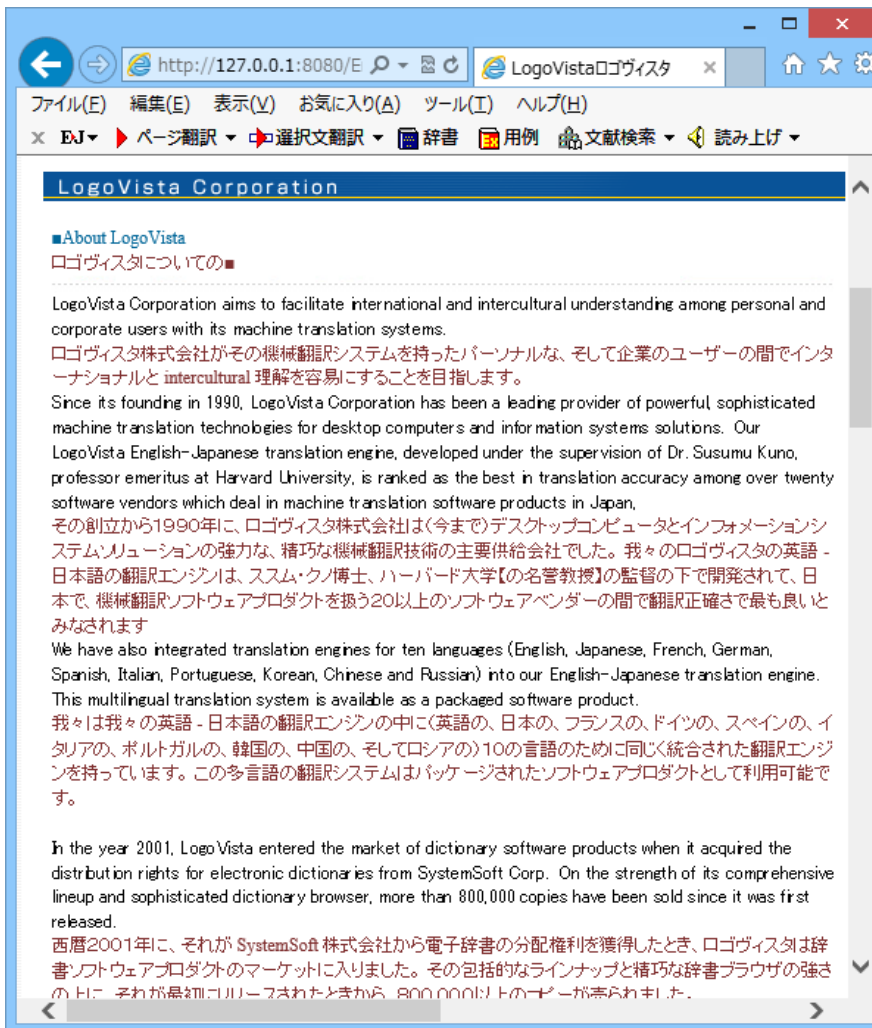 http://127.0.0.1:8080/E
LogoVistaロゴヴィスタ
ファイル(F) 編集(E) 表示(V) お気に入り(A) ツール(T) ヘルプ(H)
EJ ページ翻訳 選択文翻訳 辞書 用例 文献検索 読み上げ
LogoVista Corporation
■About LogoVista
ロゴヴィスタについての■
LogoVista Corporation aims to facilitate international and intercultural understanding among personal and
corporate users with its machine translation systems.
ロゴヴィスタ株式会社がその機械翻訳システムを持ったパーソナルな、そして企業のユーザーの間でインタ
ーナショナルと intercultural 理解を容易にすることを目指します。
Since its founding in 1990, LogoVista Corporation has been a leading provider of powerful, sophisticated
machine translation technologies for desktop computers and information systems solutions. Our
LogoVista English-Japanese translation engine, developed under the supervision of Dr. Susumu Kuno,
professor emeritus at Harvard University, is ranked as the best in translation accuracy among over twenty
software vendors which deal in machine translation software products in Japan,
その創立から1990年に、ロゴヴィスタ株式会社は(今まで)デスクトップコンピュータとインフォメーションシ
ステムソリューションの強力な、精巧な機械翻訳技術の主要供給会社でした。我々のロゴヴィスタの英語 -
日本語の翻訳エンジンは、ススム・クノ博士、ハーバード大学【の名誉教授】の監督の下で開発されて、日
本で、機械翻訳ソフトウェアプロダクトを扱う20以上のソフトウェアベンダーの間で翻訳正確さで最も良いと
みなされます
We have also integrated translation engines for ten languages (English, Japanese, French, German,
Spanish, Italian, Portuguese, Korean, Chinese and Russian) into our English-Japanese translation engine.
This multilingual translation system is available as a packaged software product.
我々は我々の英語 - 日本語の翻訳エンジンの中に(英語の、日本の、フランスの、ドイツの、スペインの、イ
タリアの、ポルトガルの、韓国の、中国の、そしてロシアの)10の言語のために同じく統合された翻訳エンジ
ンを持っています。この多言語の翻訳システムはパッケージされたソフトウェアプロダクトとして利用可能で
す。
In the year 2001, LogoVista entered the market of dictionary software products when it acquired the
distribution rights for electronic dictionaries from SystemSoft Corp. On the strength of its comprehensive
lineup and sophisticated dictionary browser, more than 800,000 copies have been sold since it was first
released.
西暦2001年に、それが SystemSoft 株式会社から電子辞書の分配権利を獲得したとき、ロゴヴィスタは辞
書ソフトウェアプロダクトのマーケットに入りました。その包括的なラインナップと精巧な辞書ブラウザの強さ
の上に、それが最初にリリースされたときから、800,000以上のコピーが売られました。